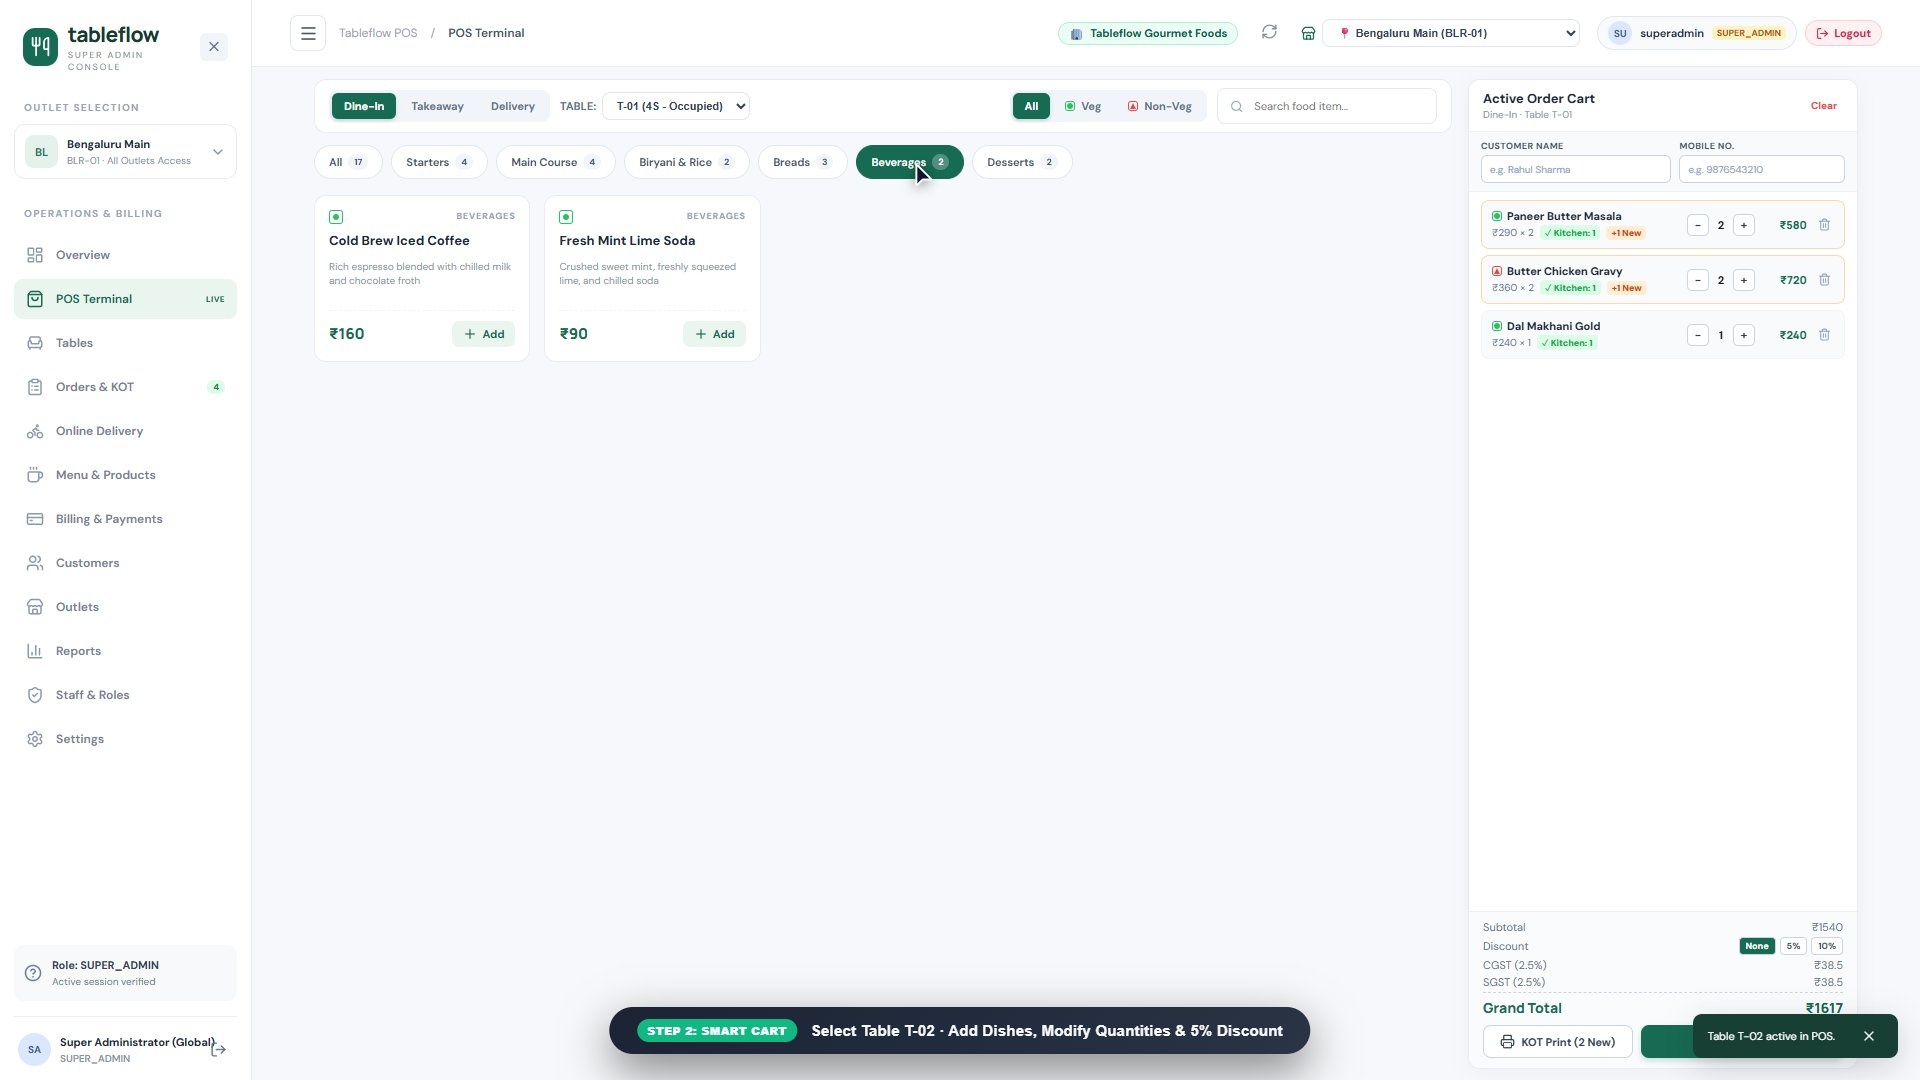 tableflow
SUPER ADMIN
CONSOLE
OUTLET SELECTION
BL
Bengaluru Main
BLR-01 · All Outlets Access
OPERATIONS & BILLING
Overview
POS Terminal LIVE
Tables
Orders & KOT 4
Online Delivery
Menu & Products
Billing & Payments
Customers
Outlets
Reports
Staff & Roles
Settings
Role: SUPER_ADMIN
Active session verified
SA
Super Administrator (Global)
SUPER_ADMIN
Tableflow POS / POS Terminal
Tableflow Gourmet Foods
Bengaluru Main (BLR-01)
SU superadmin SUPER_ADMIN
Logout
Dine-In Takeaway Delivery TABLE: T-01 (4S - Occupied)
All Veg Non-Veg Search food item...
All 17 Starters 4 Main Course 4 Biryani & Rice 2 Breads 3 Beverages 2 Desserts 2
BEVERAGES
Cold Brew Iced Coffee
Rich espresso blended with chilled milk
and chocolate froth
₹160 + Add
BEVERAGES
Fresh Mint Lime Soda
Crushed sweet mint, freshly squeezed
lime, and chilled soda
₹90 + Add
Active Order Cart
Dine-In · Table T-01
Clear
CUSTOMER NAME MOBILE NO.
e.g. Rahul Sharma e.g. 9876543210
Paneer Butter Masala
₹290 × 2 ✓ Kitchen: 1 +1 New
- 2 + ₹580
Butter Chicken Gravy
₹360 × 2 ✓ Kitchen: 1 +1 New
- 2 + ₹720
Dal Makhani Gold
₹240 × 1 ✓ Kitchen: 1
- 1 + ₹240
Subtotal ₹1540
Discount None 5% 10%
CGST (2.5%) ₹38.5
SGST (2.5%) ₹38.5
Grand Total ₹1617
KOT Print (2 New)
Table T-02 active in POS.
STEP 2: SMART CART Select Table T-02 · Add Dishes, Modify Quantities & 5% Discount